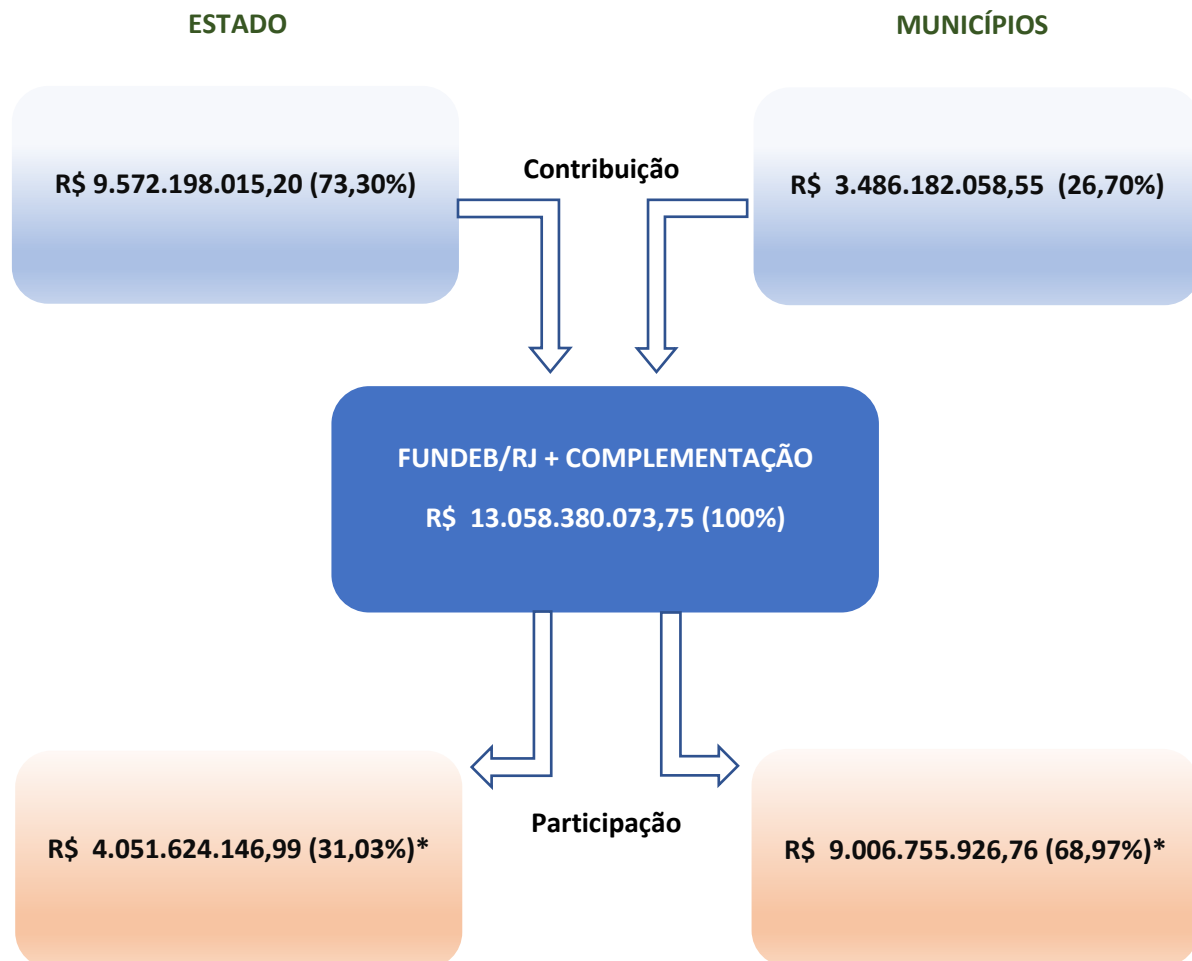 ESTADO
MUNICÍPIOS
R$ 9.572.198.015,20 (73,30%)
Contribuição
R$ 3.486.182.058,55 (26,70%)
FUNDEB/RJ + COMPLEMENTAÇÃO
R$ 13.058.380.073,75 (100%)
R$ 4.051.624.146,99 (31,03%)*
Participação
R$ 9.006.755.926,76 (68,97%)*